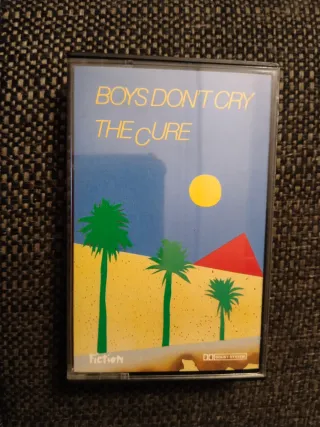 BOYS DON'T CRY
THE CURE
fiction